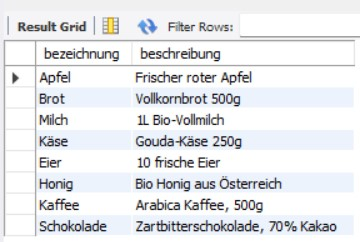 Result Grid Filter Rows:
bezeichnung beschreibung
Apfel Frischer roter Apfel
Brot Vollkornbrot 500g
Milch 1L Bio-Vollmilch
Käse Gouda-Käse 250g
Eier 10 frische Eier
Honig Bio Honig aus Österreich
Kaffee Arabica Kaffee, 500g
Schokolade Zartbitterschokolade, 70% Kakao